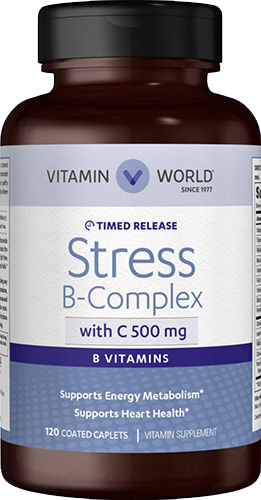 VITAMIN V WORLD®
SINCE 1977
TIMED RELEASE
Stress
B-Complex
with C 500 mg
B VITAMINS
Supports Energy Metabolism*
Supports Heart Health*
120 COATED CAPLETS | VITAMIN SUPPLEMENT